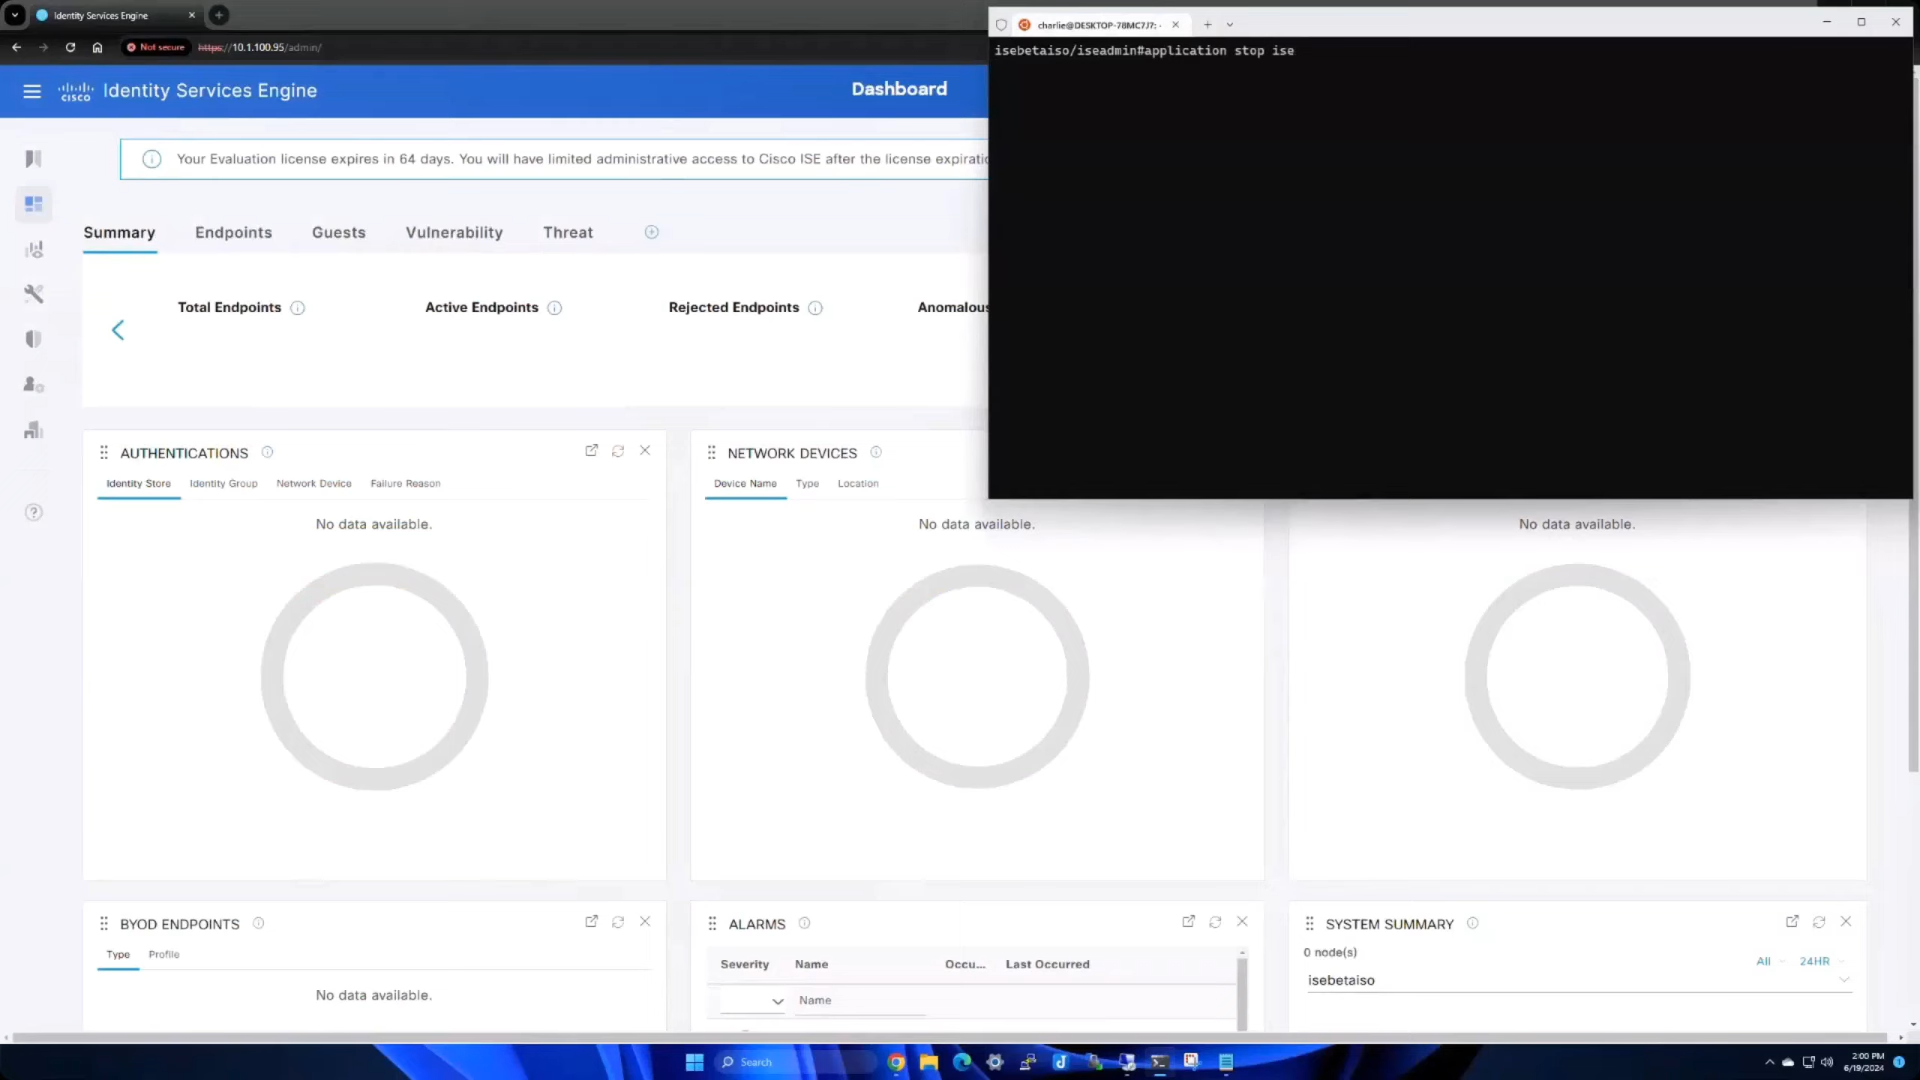 Identity Services Engine
Not secure https://10.1.100.95/admin/
CISCO Identity Services Engine
Dashboard
Your Evaluation license expires in 64 days. You will have limited administrative access to Cisco ISE after the license expiratio
Summary Endpoints Guests Vulnerability Threat
Total Endpoints Active Endpoints Rejected Endpoints Anomalous
AUTHENTICATIONS
Identity Store Identity Group Network Device Failure Reason
No data available.
NETWORK DEVICES
Device Name Type Location
No data available.
No data available.
BYOD ENDPOINTS
Type Profile
No data available.
ALARMS
Severity Name Occu... Last Occurred
Name
SYSTEM SUMMARY
0 node(s)
All 24HR
isebetaiso
charlie@DESKTOP-78MC7J7: -
isebetaiso/iseadmin#application stop ise
Search
2:00 PM
6/19/2024